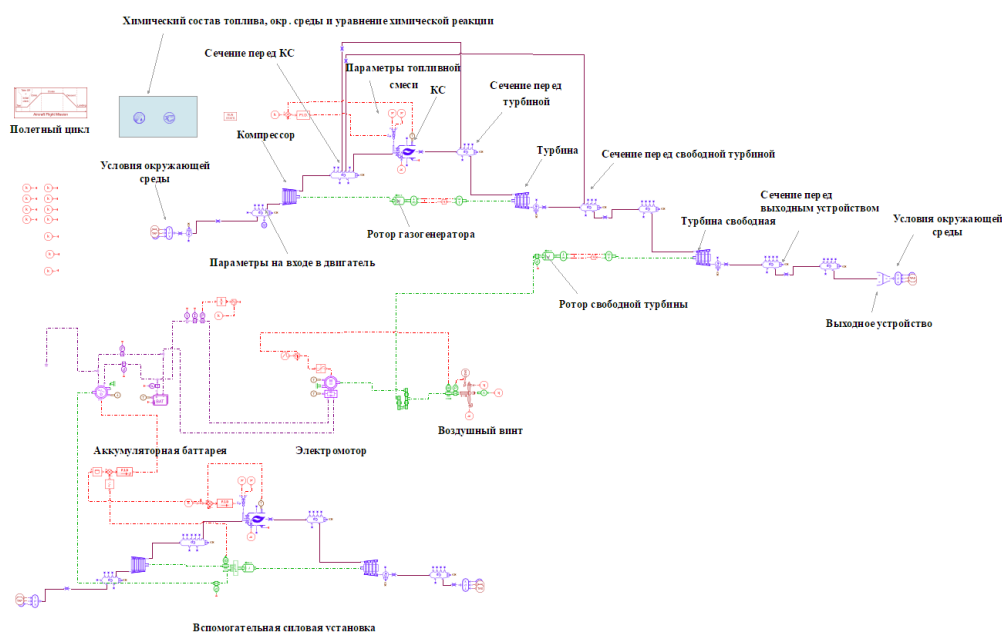 Химический состав топлива, окр. среды и уравнение химической реакции
Сечение перед КС
Параметры топливной
смеси
КС
Сечение перед
турбиной
Полетный цикл
Компрессор
Турбина
Сечение перед свободной турбиной
Условия окружающей
среды
Сечение перед
выходным устройством
Турбина свободная
Условия окружающей
среды
Ротор газогенератора
Параметры на входе в двигатель
Ротор свободной турбины
Выходное устройство
Воздушный винт
Аккумуляторная баттарея
Электромотор
Вспомогательная силовая установка